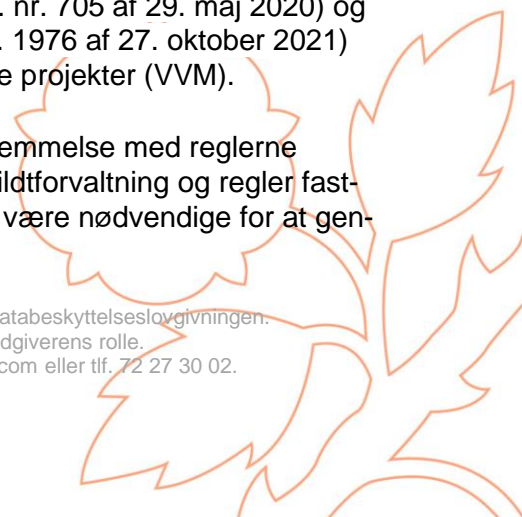 . nr. 705 af 29. maj 2020) og
. 1976 af 27. oktober 2021)
e projekter (VVM).
emmelse med reglerne
ildtforvaltning og regler fast-
være nødvendige for at gen-
atabeskyttelseslovgivningen.
dgiverens rolle.
com eller tlf. 72 27 30 02.